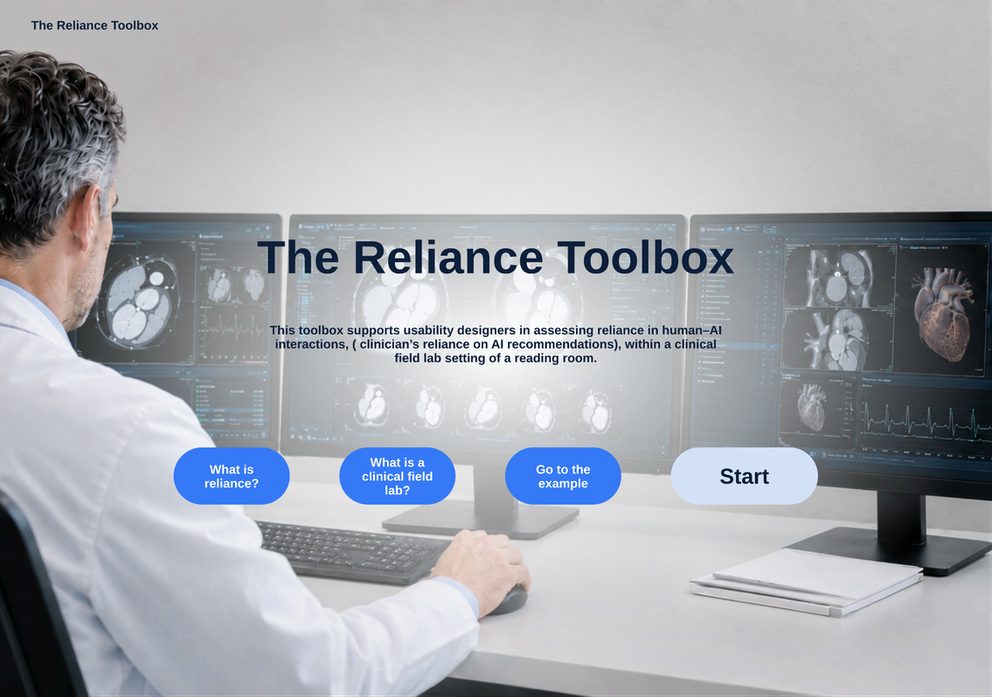 The Reliance Toolbox
The Reliance Toolbox
This toolbox supports usability designers in assessing reliance in human–AI
interactions, ( clinician’s reliance on AI recommendations), within a clinical
field lab setting of a reading room.
What is
reliance?
What is a
clinical field
lab?
Go to the
example
Start